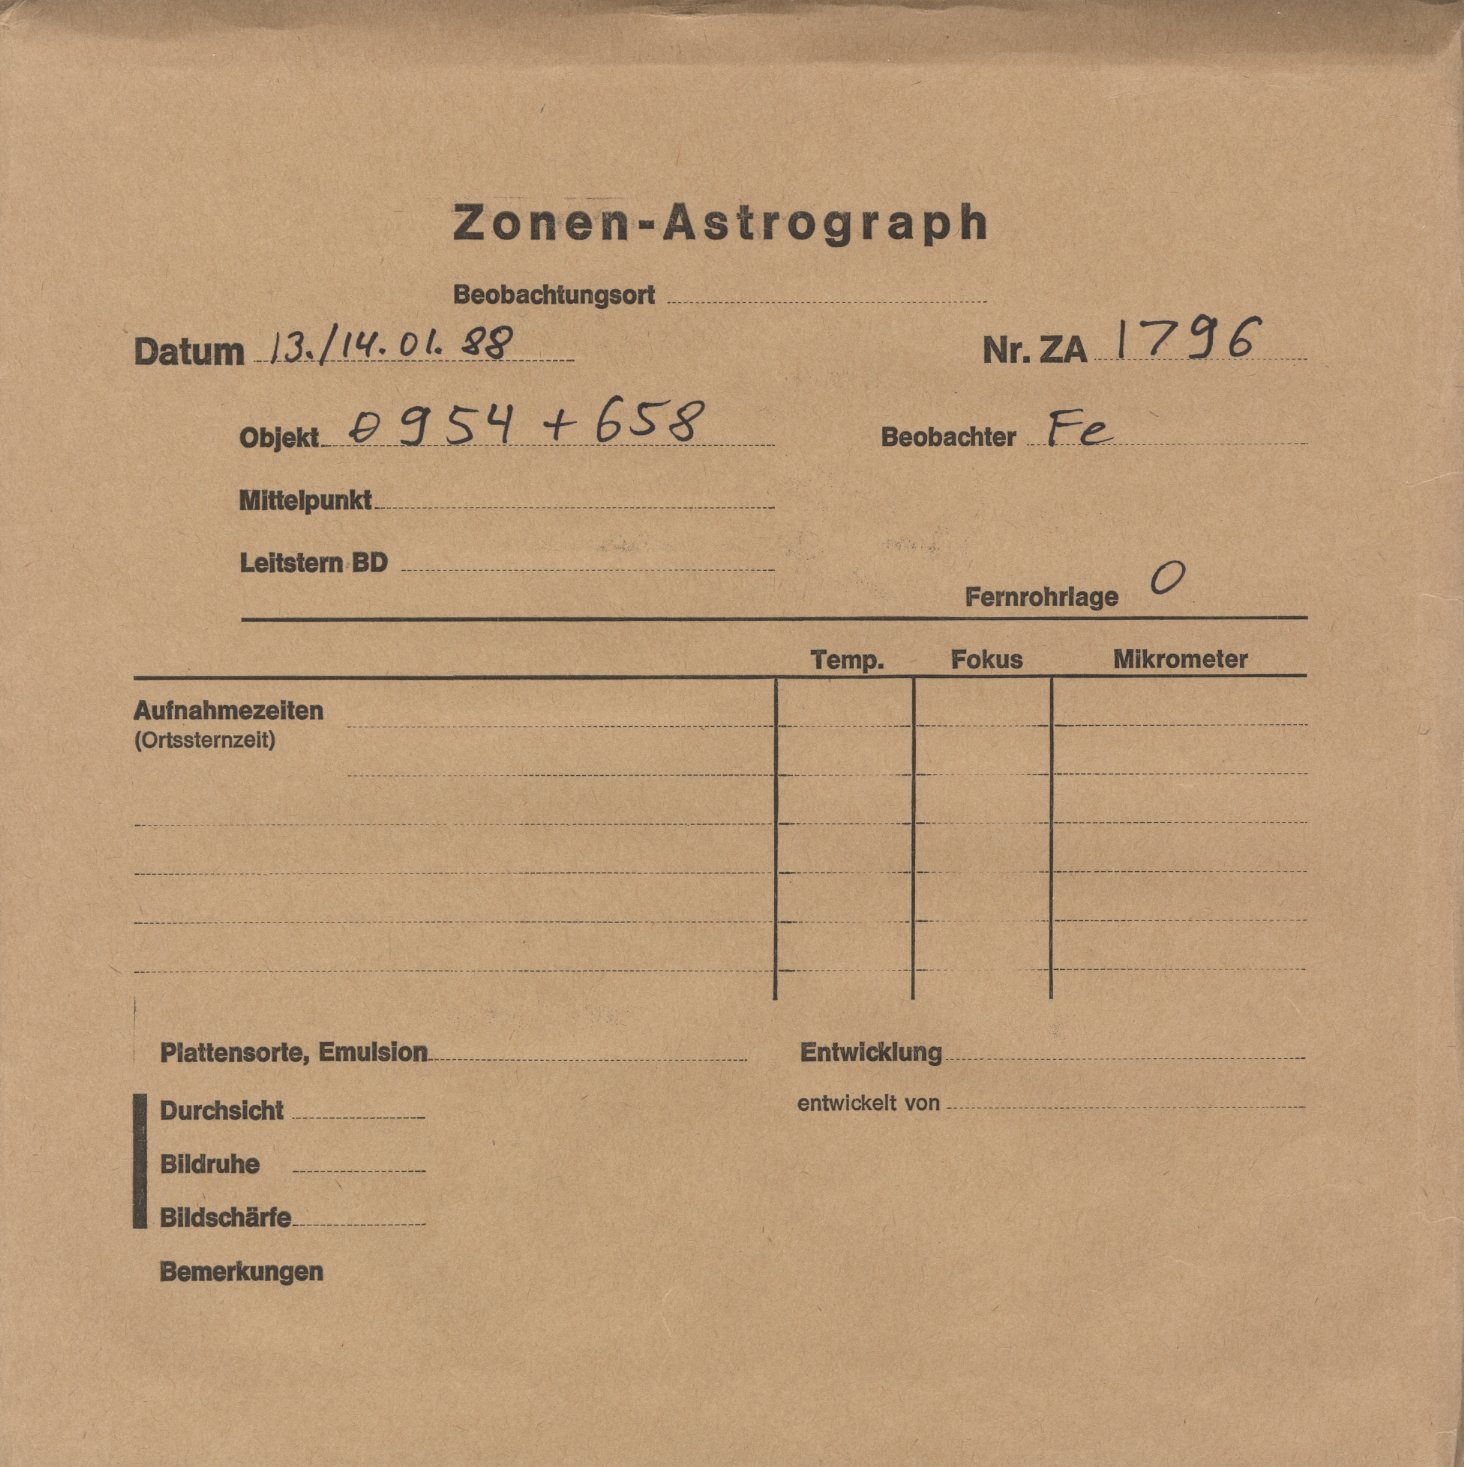 Zonen-Astrograph
Beobachtungsort
Datum 13./14.01.88 Nr. ZA 1796
Objekt 0954+658 Beobachter Fe
Mittelpunkt
Leitstern BD
Fernrohrlage O
Temp. Fokus Mikrometer
Aufnahmezeiten
(Ortssternzeit)
Plattensorte, Emulsion Entwicklung
Durchsicht entwickelt von
Bildruhe
Bildschärfe
Bemerkungen